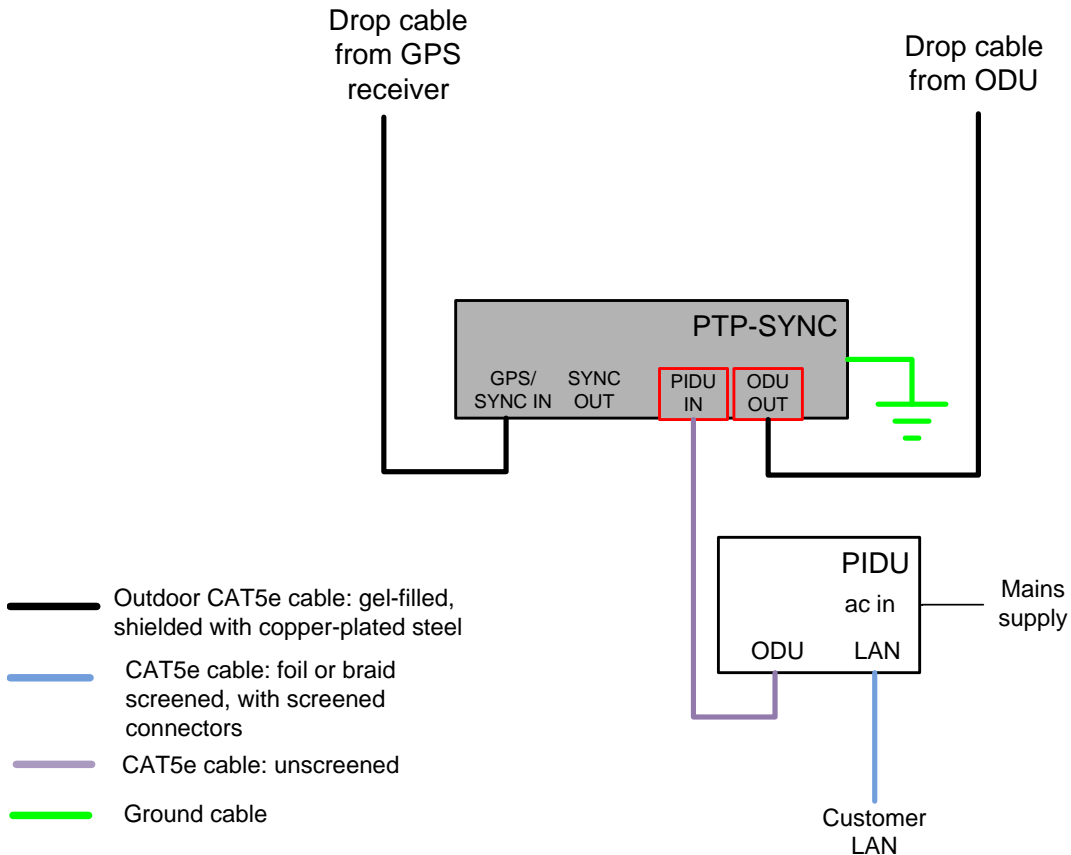 Drop cable
from GPS
receiver
Drop cable
from ODU
PTP-SYNC
GPS/
SYNC IN
SYNC
OUT
PIDU
IN
ODU
OUT
PIDU
ac in
Mains
supply
ODU
LAN
Outdoor CAT5e cable: gel-filled,
shielded with copper-plated steel
CAT5e cable: foil or braid
screened, with screened
connectors
CAT5e cable: unscreened
Ground cable
Customer
LAN